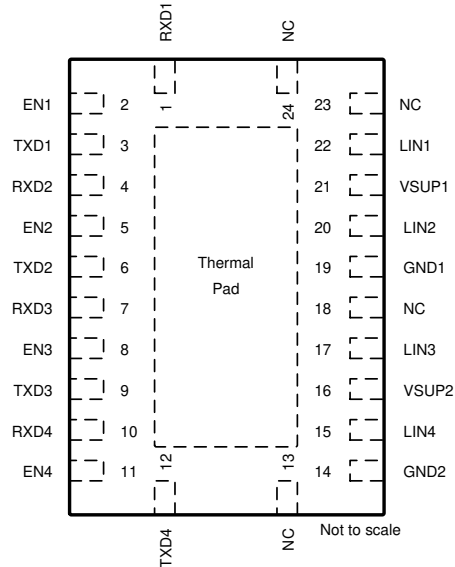 RXD1 NC
1 24
EN1 2 23 NC
TXD1 3 22 LIN1
RXD2 4 21 VSUP1
EN2 5 20 LIN2
TXD2 6 19 GND1
Thermal
Pad
RXD3 7 18 NC
EN3 8 17 LIN3
TXD3 9 16 VSUP2
RXD4 10 15 LIN4
EN4 11 14 GND2
12 13
TXD4 NC
Not to scale